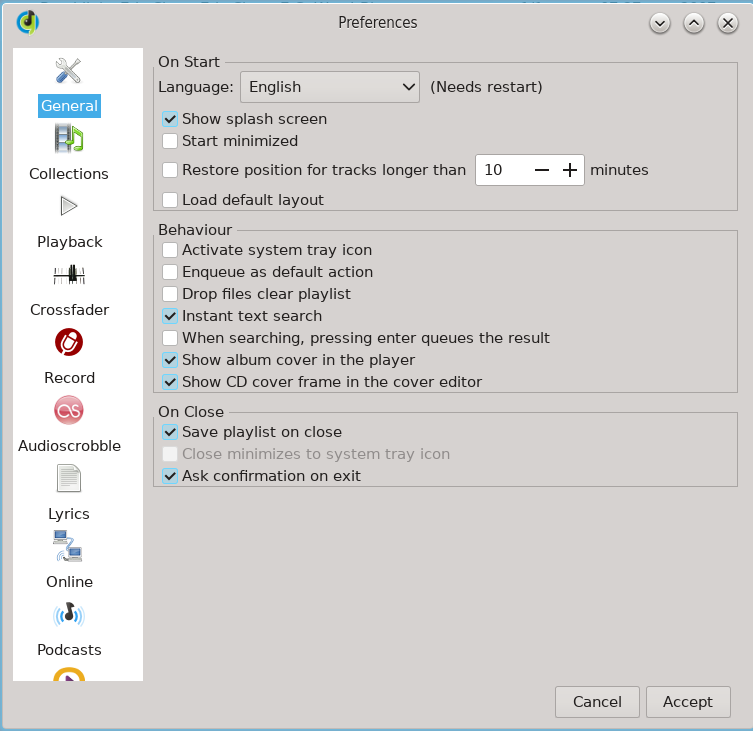 Preferences
General
Collections
Playback
Crossfader
Record
Audioscrobble
Lyrics
Online
Podcasts
On Start
Language: English (Needs restart)
Show splash screen
Start minimized
Restore position for tracks longer than 10 minutes
Load default layout
Behaviour
Activate system tray icon
Enqueue as default action
Drop files clear playlist
Instant text search
When searching, pressing enter queues the result
Show album cover in the player
Show CD cover frame in the cover editor
On Close
Save playlist on close
Close minimizes to system tray icon
Ask confirmation on exit
Cancel Accept